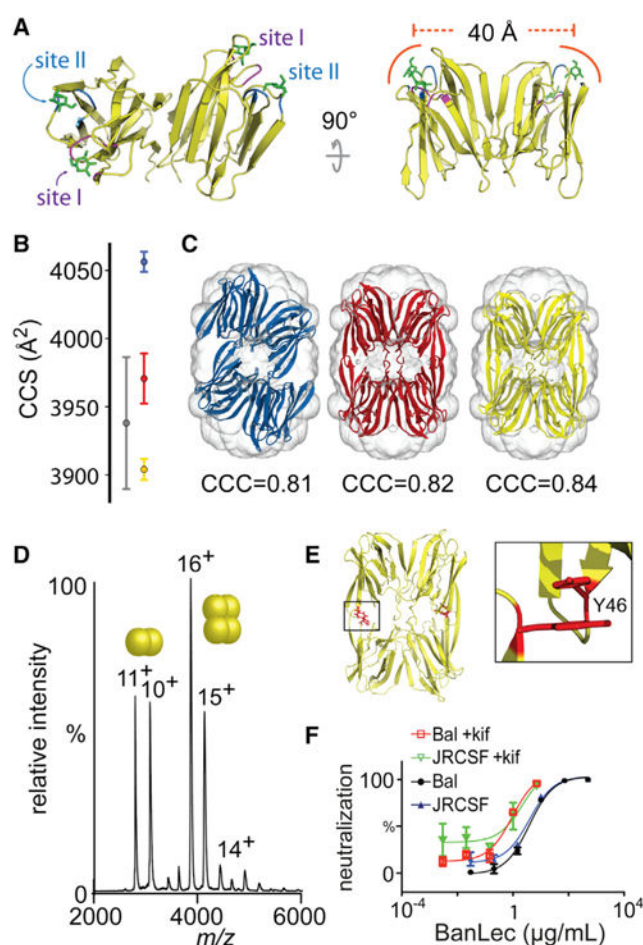 A
site II
site I
site II
site I
90°
40 Å
B
CCS (Å²)
4050
4000
3950
3900
C
CCC=0.81
CCC=0.82
CCC=0.84
D
relative intensity
%
100
0
11⁺
10⁺
16⁺
15⁺
14⁺
2000
4000
6000
m/z
E
Y46
F
Bal +kif
JRCSF +kif
Bal
JRCSF
neutralization
%
100
0
10⁻⁴
1
10⁴
BanLec (µg/mL)